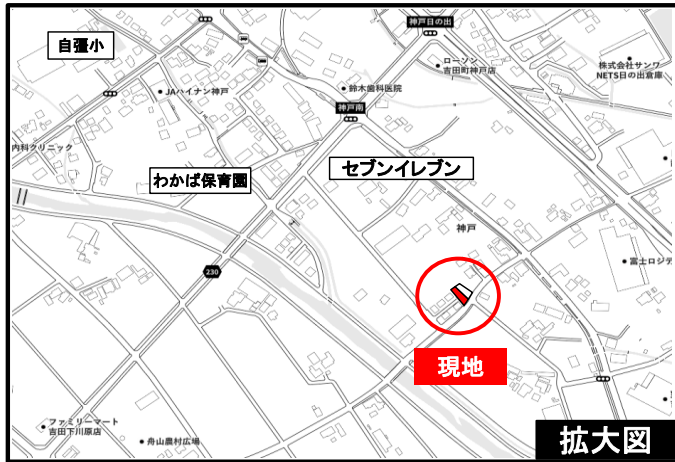 自彊小
神戸日の出
ローソン
吉田町神戸店
株式会社サンワ
NETS日の出倉庫
JAハイナン神戸
鈴木歯科医院
神戸南
内科クリニック
わかば保育園
セブンイレブン
神戸
230
富士ロジテ
現地
ファミリーマート
吉田下川原店
舟山農村広場
拡大図